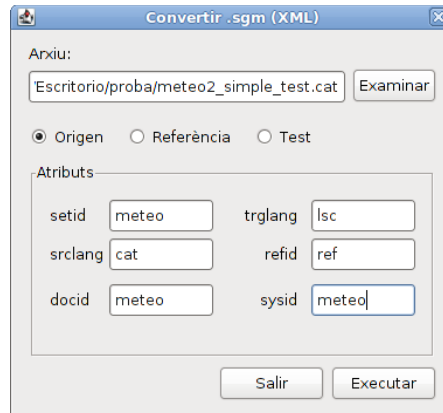 Convertir .sgm (XML)
Arxiu:
Escritorio/proba/meteo2_simple_test.cat Examinar
Origen Referència Test
Atributs
setid meteo trglang lsc
srclang cat refid ref
docid meteo sysid meteo
Salir Executar